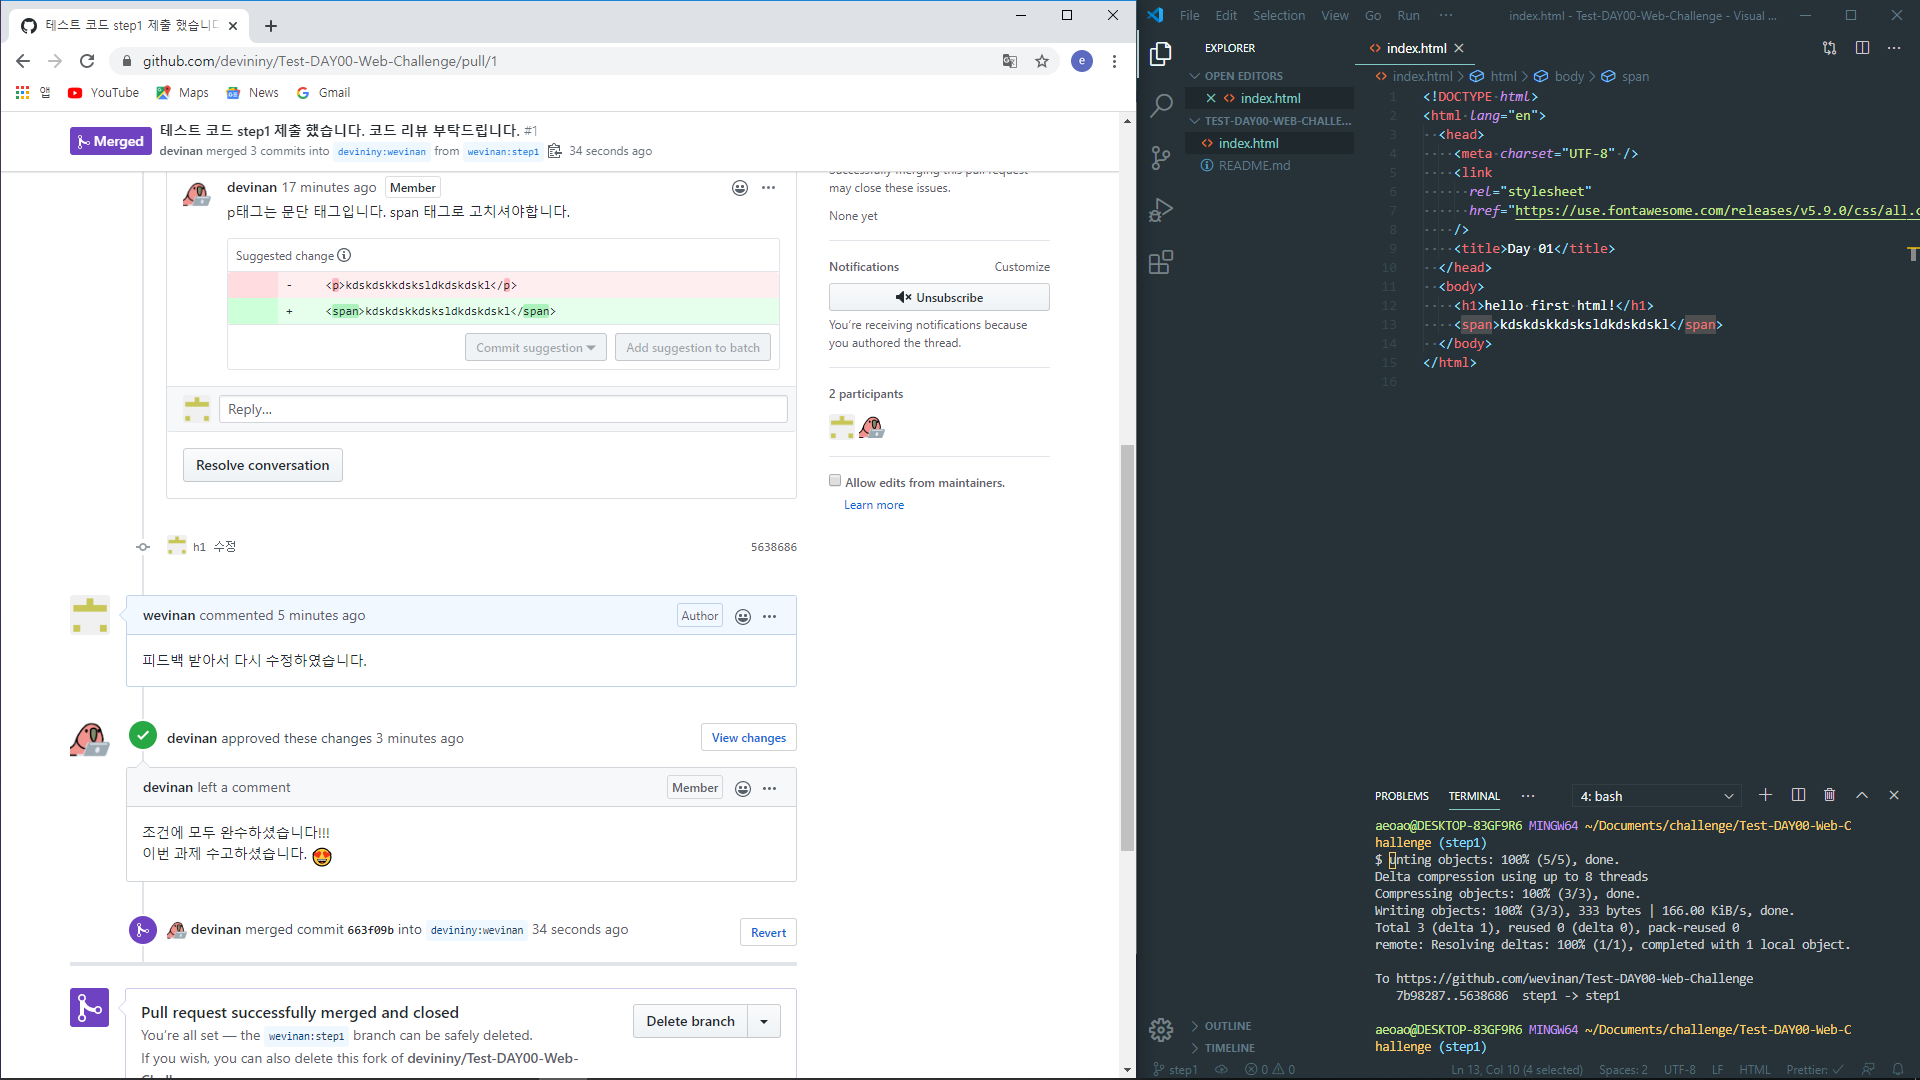 테스트 코드 step1 제출 했습니다
github.com/devininy/Test-DAY00-Web-Challenge/pull/1
e
앱
YouTube
Maps
News
Gmail
Merged
테스트 코드 step1 제출 했습니다. 코드 리뷰 부탁드립니다. #1
devinan merged 3 commits into devininy:wevinan from wevinan:step1 34 seconds ago
devinan 17 minutes ago Member
p태그는 문단 태그입니다. span 태그로 고치셔야합니다.
Suggested change
- <p>kdskdskkdsksldkdskdskl</p>
+ <span>kdskdskkdsksldkdskdskl</span>
Commit suggestion
Add suggestion to batch
Reply...
Resolve conversation
h1 수정 5638686
wevinan commented 5 minutes ago Author
피드백 받아서 다시 수정하였습니다.
devinan approved these changes 3 minutes ago View changes
devinan left a comment Member
조건에 모두 완수하셨습니다!!!
이번 과제 수고하셨습니다.
devinan merged commit 663f09b into devininy:wevinan 34 seconds ago Revert
Pull request successfully merged and closed
You're all set — the wevinan:step1 branch can be safely deleted.
If you wish, you can also delete this fork of devininy/Test-DAY00-Web-
Delete branch
Successfully merging this pull request
may close these issues.
None yet
Notifications Customize
Unsubscribe
You're receiving notifications because
you authored the thread.
2 participants
Allow edits from maintainers.
Learn more
File Edit Selection View Go Run ··· index.html - Test-DAY00-Web-Challenge - Visual ...
EXPLORER
OPEN EDITORS
index.html
TEST-DAY00-WEB-CHALLE...
index.html
README.md
OUTLINE
TIMELINE
index.html
index.html > html > body > span
1 <!DOCTYPE html>
2 <html lang="en">
3 <head>
4 <meta charset="UTF-8" />
5 <link
6 rel="stylesheet"
7 href="https://use.fontawesome.com/releases/v5.9.0/css/all.c
8 />
9 <title>Day 01</title>
10 </head>
11 <body>
12 <h1>hello first html!</h1>
13 <span>kdskdskkdsksldkdskdskl</span>
14 </body>
15 </html>
16
PROBLEMS TERMINAL ··· 4: bash
aeoao@DESKTOP-83GF9R6 MINGW64 ~/Documents/challenge/Test-DAY00-Web-C
hallenge (step1)
$ unting objects: 100% (5/5), done.
Delta compression using up to 8 threads
Compressing objects: 100% (3/3), done.
Writing objects: 100% (3/3), 333 bytes | 166.00 KiB/s, done.
Total 3 (delta 1), reused 0 (delta 0), pack-reused 0
remote: Resolving deltas: 100% (1/1), completed with 1 local object.
To https://github.com/wevinan/Test-DAY00-Web-Challenge
7b98287..5638686 step1 -> step1
aeoao@DESKTOP-83GF9R6 MINGW64 ~/Documents/challenge/Test-DAY00-Web-C
hallenge (step1)
step1 0 0 Ln 13, Col 10 (4 selected) Spaces: 2 UTF-8 LF HTML Prettier: ✓